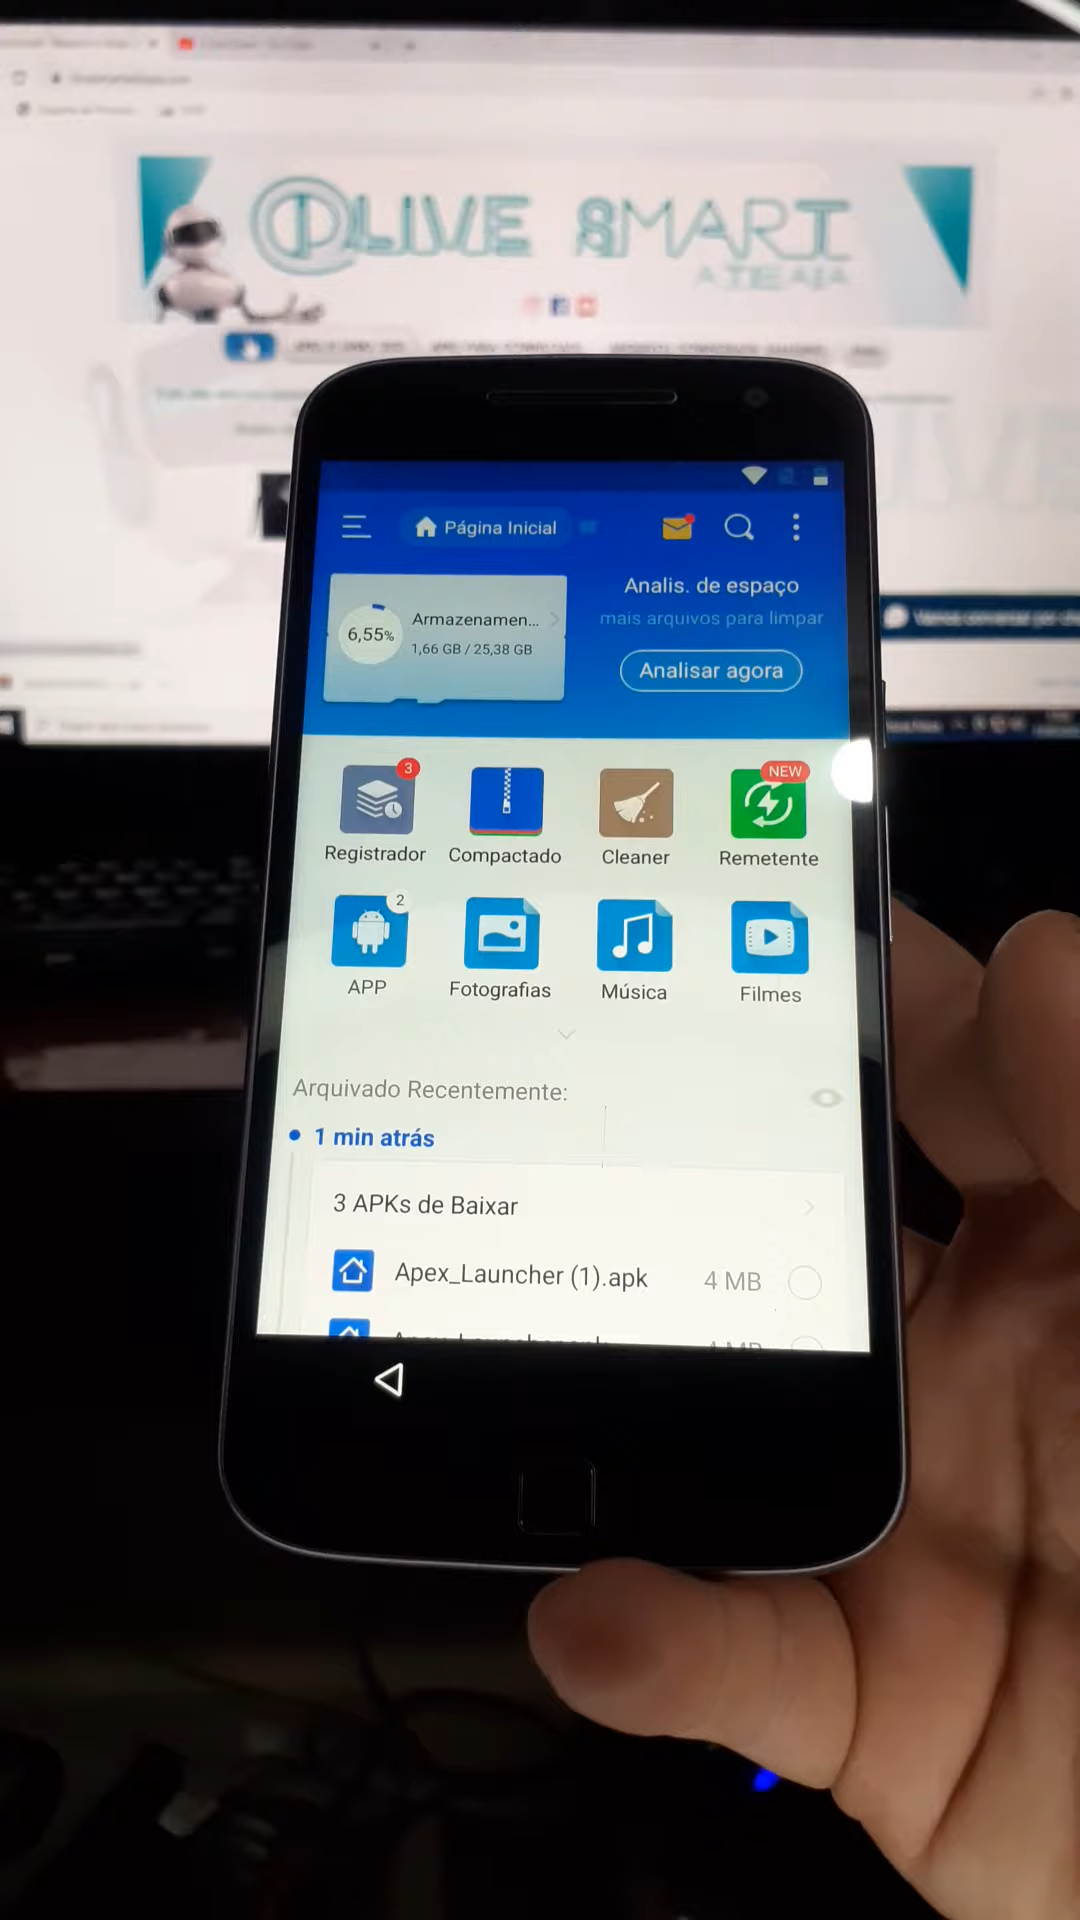 LIVE SMART
Página Inicial
Analis. de espaço
mais arquivos para limpar
Analisar agora
6,55%
Armazenamen...
1,66 GB / 25,38 GB
3
NEW
Registrador
Compactado
Cleaner
Remetente
2
APP
Fotografias
Música
Filmes
Arquivado Recentemente:
1 min atrás
3 APKs de Baixar
Apex_Launcher (1).apk
4 MB